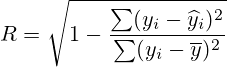 R = \sqrt{1 - \frac{\sum (y_i - \widehat{y}_i)^2}{\sum (y_i - \overline{y})^2}}